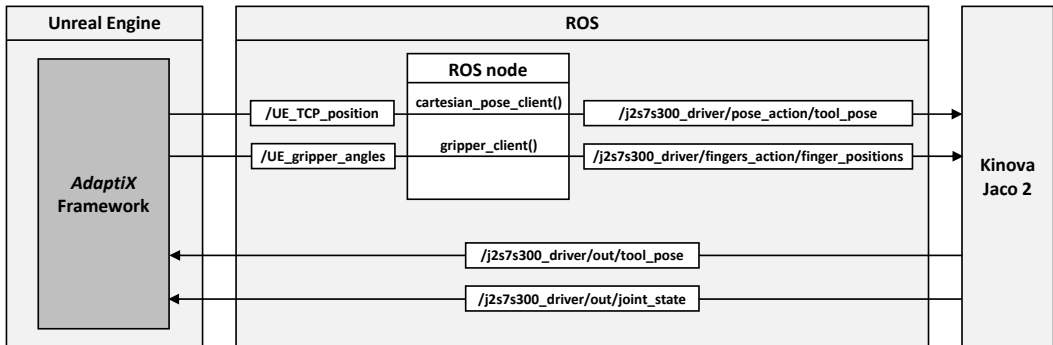 Unreal Engine
ROS
AdaptiX
Framework
ROS node
/UE_TCP_position
cartesian_pose_client()
/j2s7s300_driver/pose_action/tool_pose
/UE_gripper_angles
gripper_client()
/j2s7s300_driver/fingers_action/finger_positions
/j2s7s300_driver/out/tool_pose
/j2s7s300_driver/out/joint_state
Kinova
Jaco 2